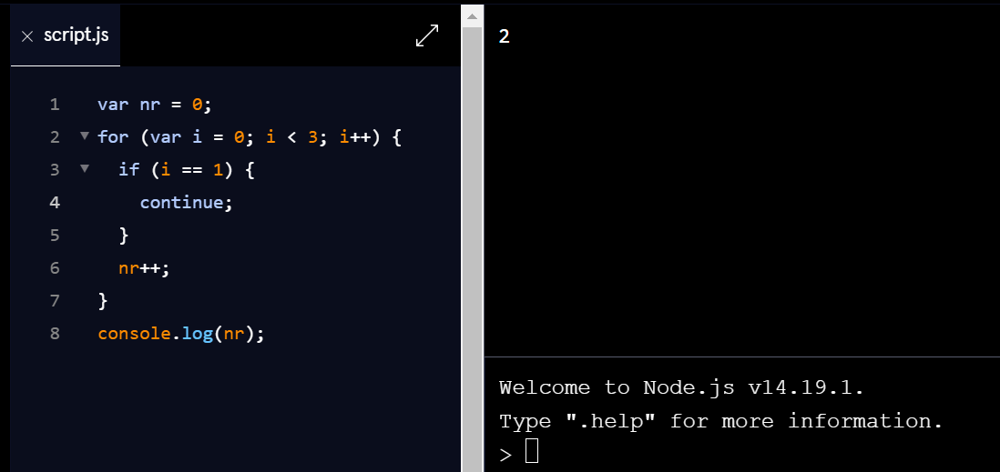 script.js
1 var nr = 0;
2 for (var i = 0; i < 3; i++) {
3 if (i == 1) {
4 continue;
5 }
6 nr++;
7 }
8 console.log(nr);
2
Welcome to Node.js v14.19.1.
Type ".help" for more information.
>